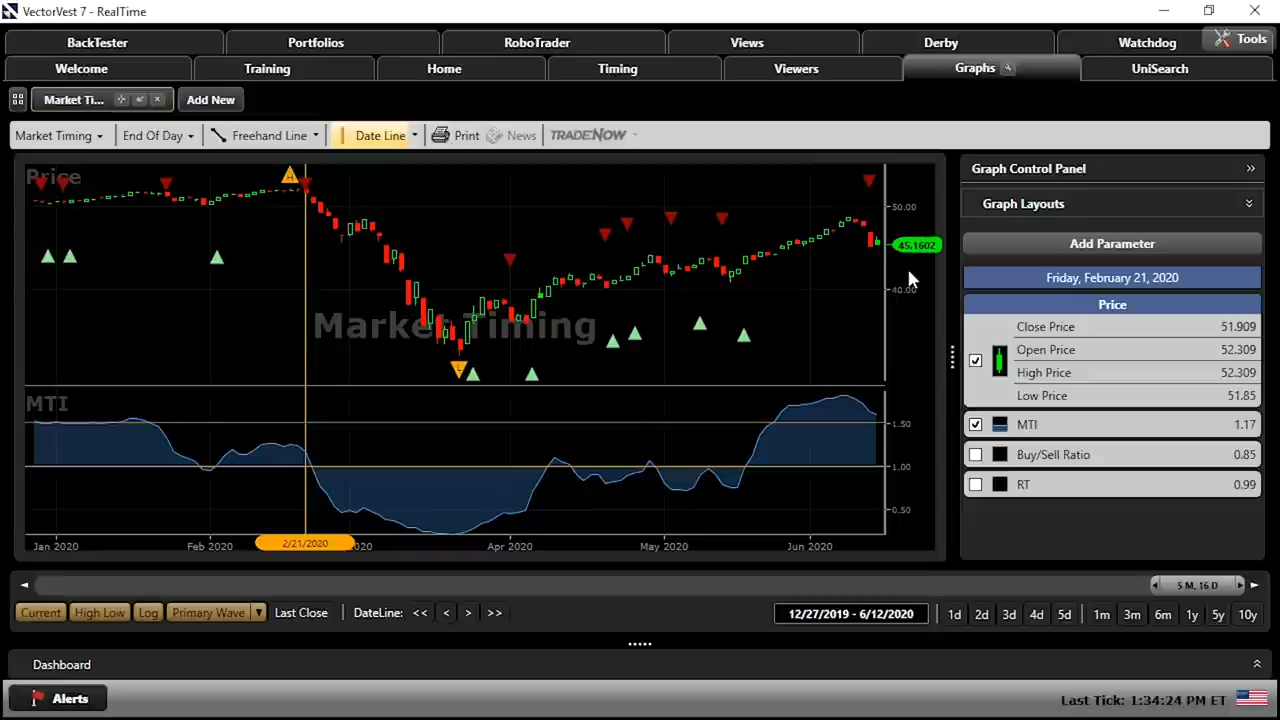 VectorVest 7 - RealTime
BackTester Portfolios RoboTrader Views Derby Watchdog Tools
Welcome Training Home Timing Viewers Graphs UniSearch
Market Ti... Add New
Market Timing End Of Day Freehand Line Date Line Print News TRADENOW
Price
H
50.00
45.1602
40.00
Market Timing
L
MTI
1.50
1.00
0.50
Jan 2020 Feb 2020 2/21/2020 20 Apr 2020 May 2020 Jun 2020
Graph Control Panel
Graph Layouts
Add Parameter
Friday, February 21, 2020
Price
Close Price 51.909
Open Price 52.309
High Price 52.309
Low Price 51.85
MTI 1.17
Buy/Sell Ratio 0.85
RT 0.99
5 M, 16 D
Current High Low Log Primary Wave Last Close DateLine: << < > >> 12/27/2019 - 6/12/2020 1d 2d 3d 4d 5d 1m 3m 6m 1y 5y 10y
Dashboard
Alerts Last Tick: 1:34:24 PM ET